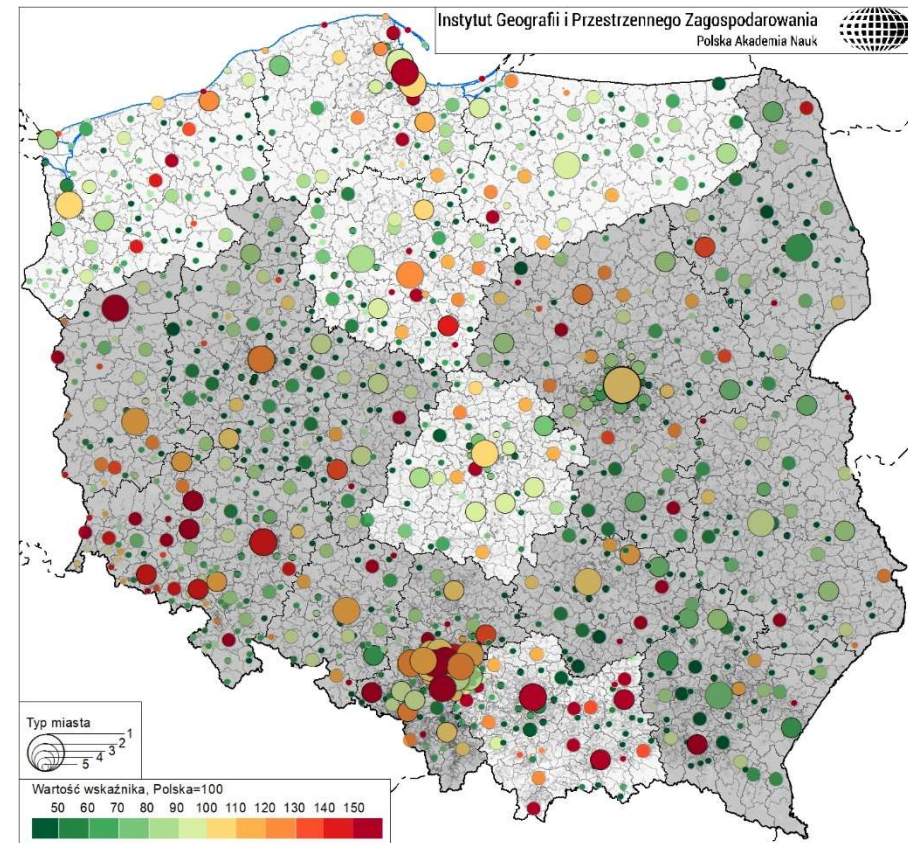 Instytut Geografii i Przestrzennego Zagospodarowania
Polska Akademia Nauk
Typ miasta
1
2
3
4
5
Wartość wskaźnika, Polska=100
50 60 70 80 90 100 110 120 130 140 150